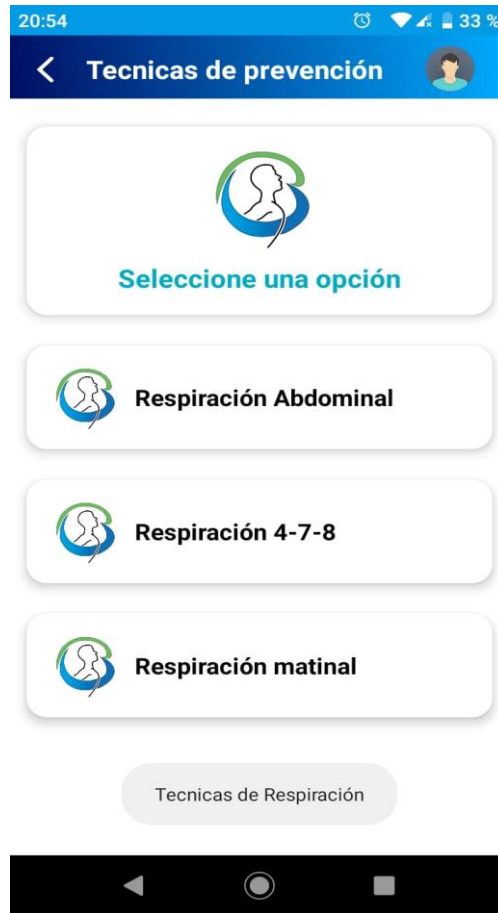 20:54 33 %
Tecnicas de prevención
Seleccione una opción
Respiración Abdominal
Respiración 4-7-8
Respiración matinal
Tecnicas de Respiración